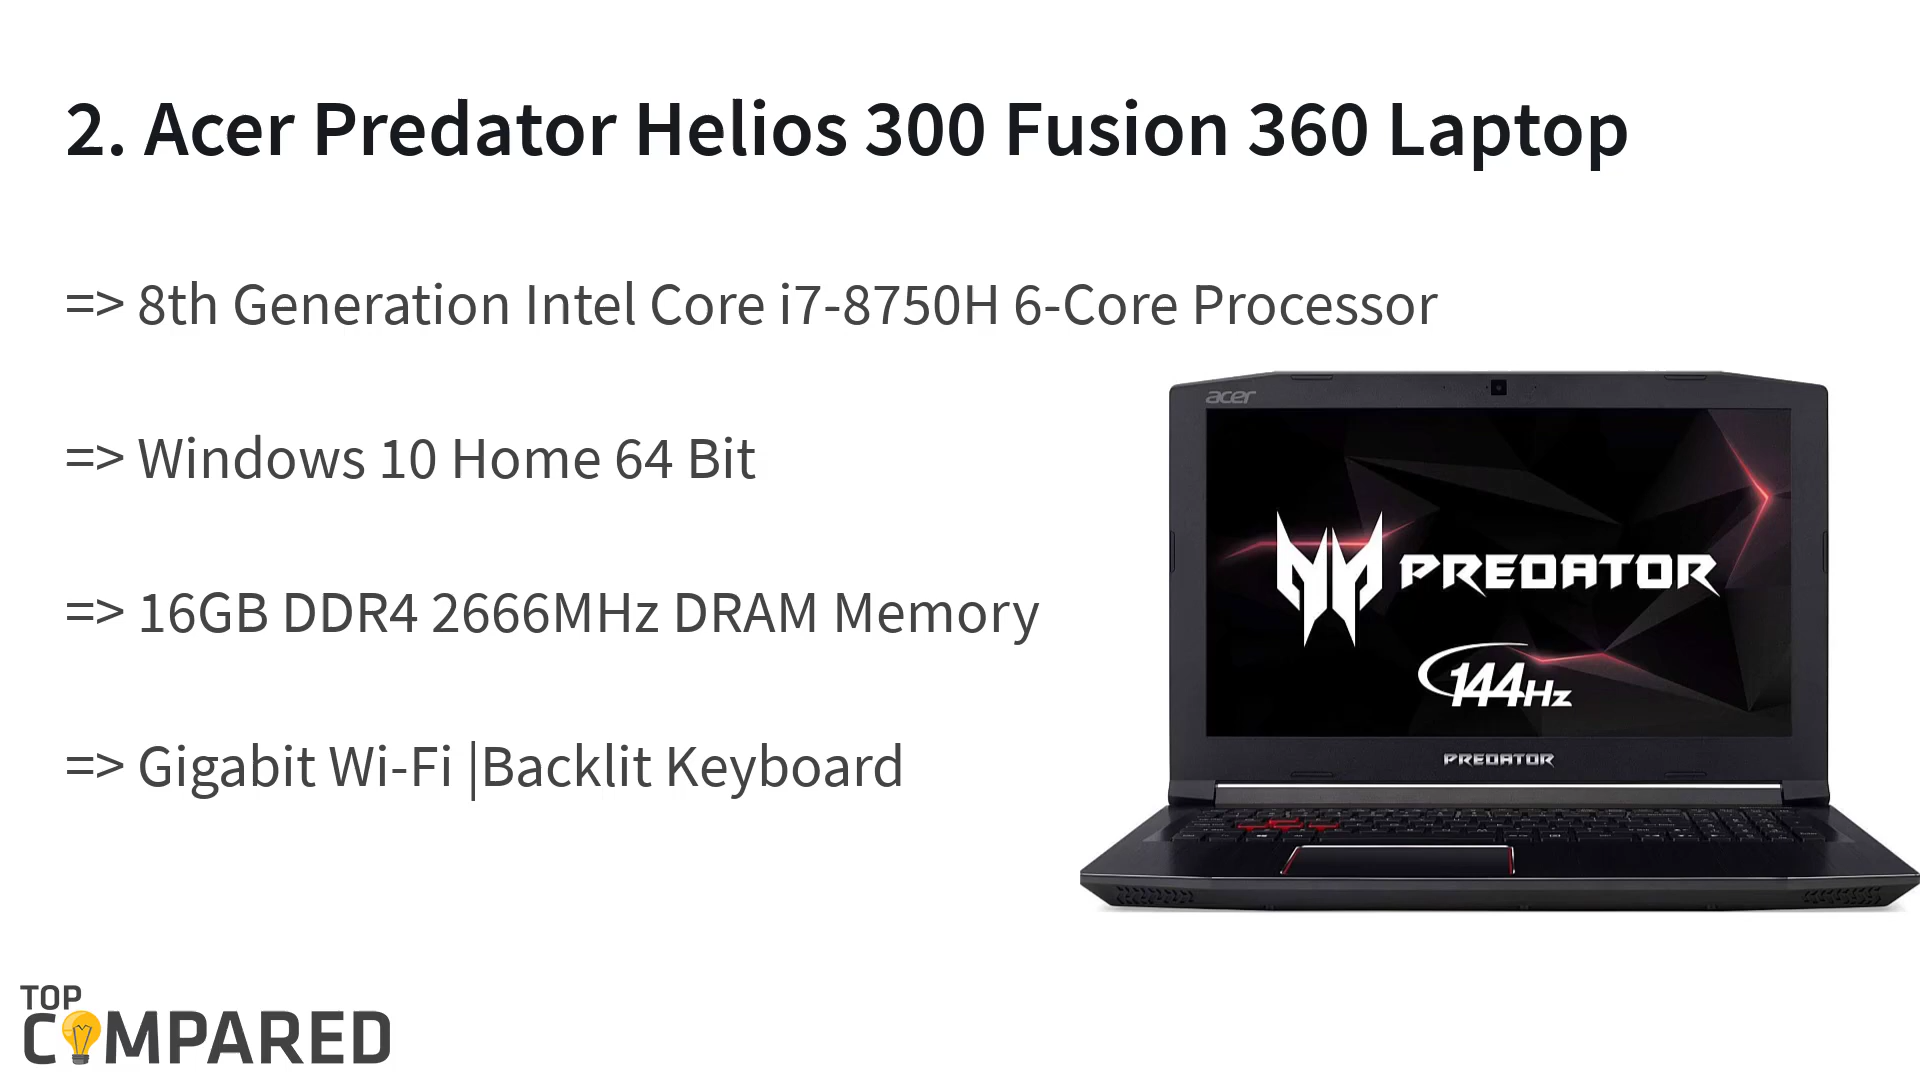 2. Acer Predator Helios 300 Fusion 360 Laptop
=> 8th Generation Intel Core i7-8750H 6-Core Processor
=> Windows 10 Home 64 Bit
=> 16GB DDR4 2666MHz DRAM Memory
=> Gigabit Wi-Fi |Backlit Keyboard
acer
PREDATOR
144Hz
PREDATOR
TOP
COMPARED